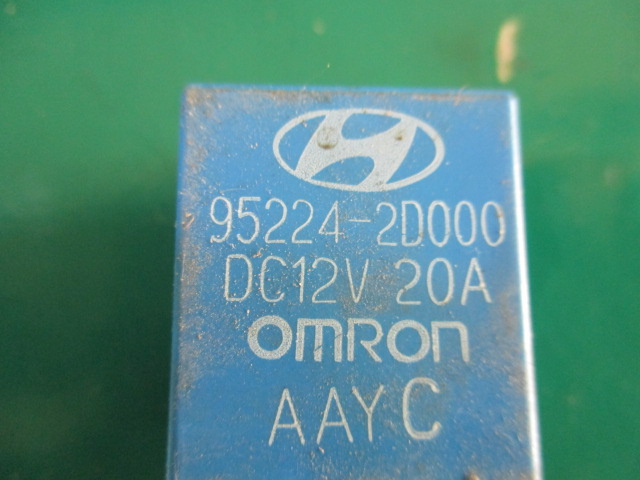 95224-2D000
DC12V 20A
OMRON
AAYC